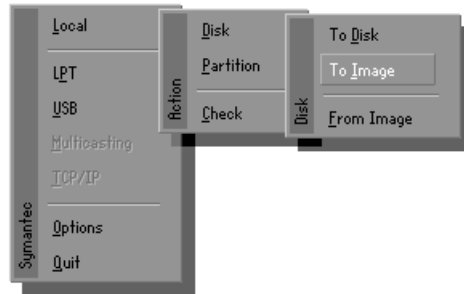 Local
LPT
USB
Multicasting
TCP/IP
Options
Quit
Symantec
Disk
Partition
Check
Action
To Disk
To Image
From Image
Disk